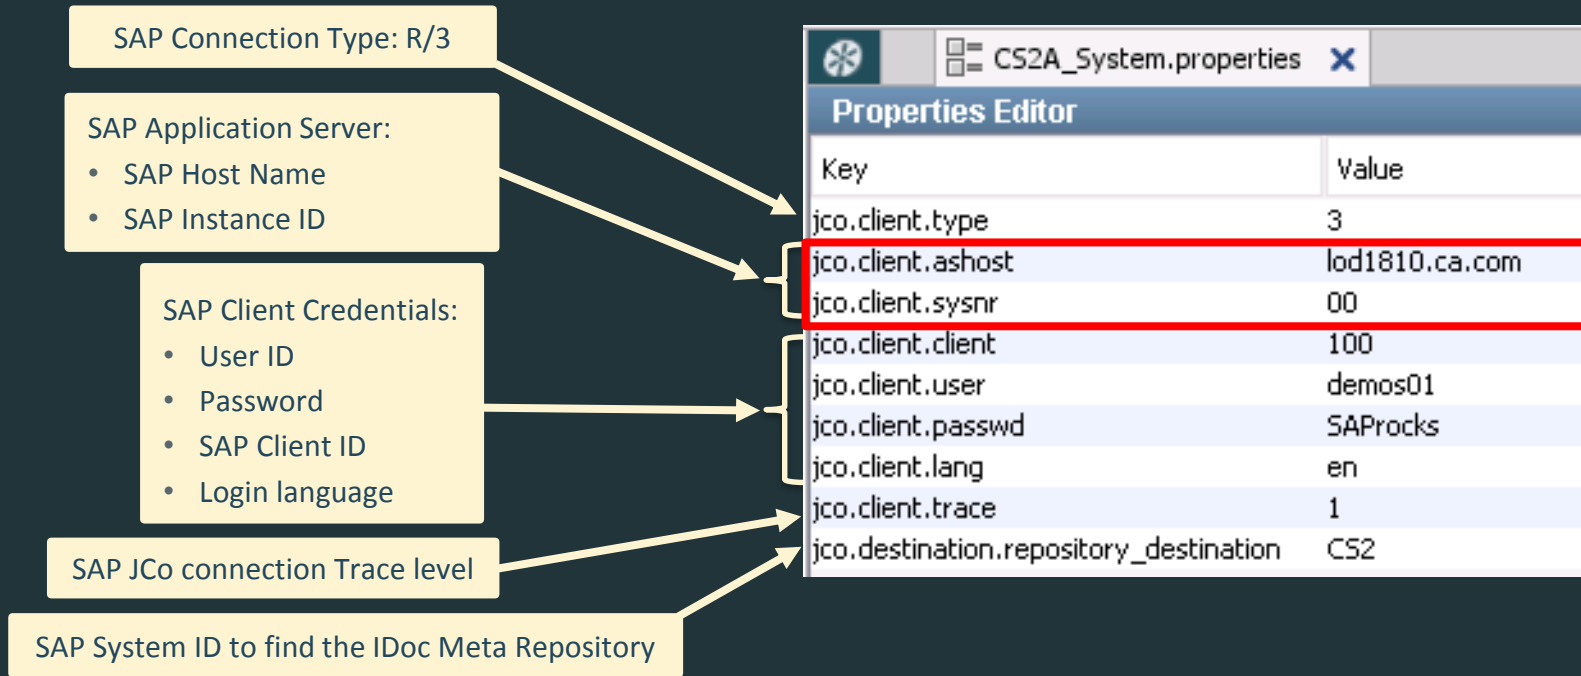 SAP Connection Type: R/3
SAP Application Server:
• SAP Host Name
• SAP Instance ID
SAP Client Credentials:
• User ID
• Password
• SAP Client ID
• Login language
SAP JCo connection Trace level
SAP System ID to find the IDoc Meta Repository
CS2A_System.properties
Properties Editor
Key Value
jco.client.type 3
jco.client.ashost lod1810.ca.com
jco.client.sysnr 00
jco.client.client 100
jco.client.user demos01
jco.client.passwd SAProcks
jco.client.lang en
jco.client.trace 1
jco.destination.repository_destination CS2